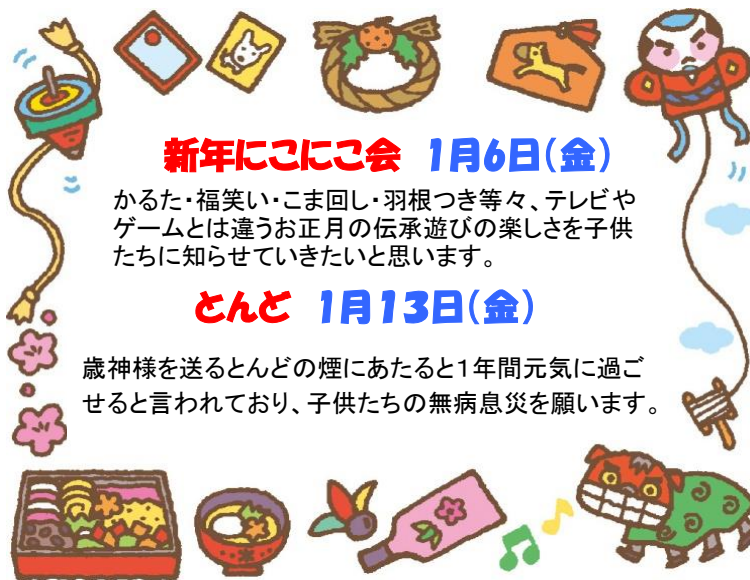 新年にこにこ会 1月6日(金)
かるた・福笑い・こま回し・羽根つき等々、テレビや
ゲームとは違うお正月の伝承遊びの楽しさを子供
たちに知らせていきたいと思います。
とんど 1月13日(金)
歳神様を送るとんどの煙にあたると1年間元気に過ご
せると言われており、子供たちの無病息災を願います。